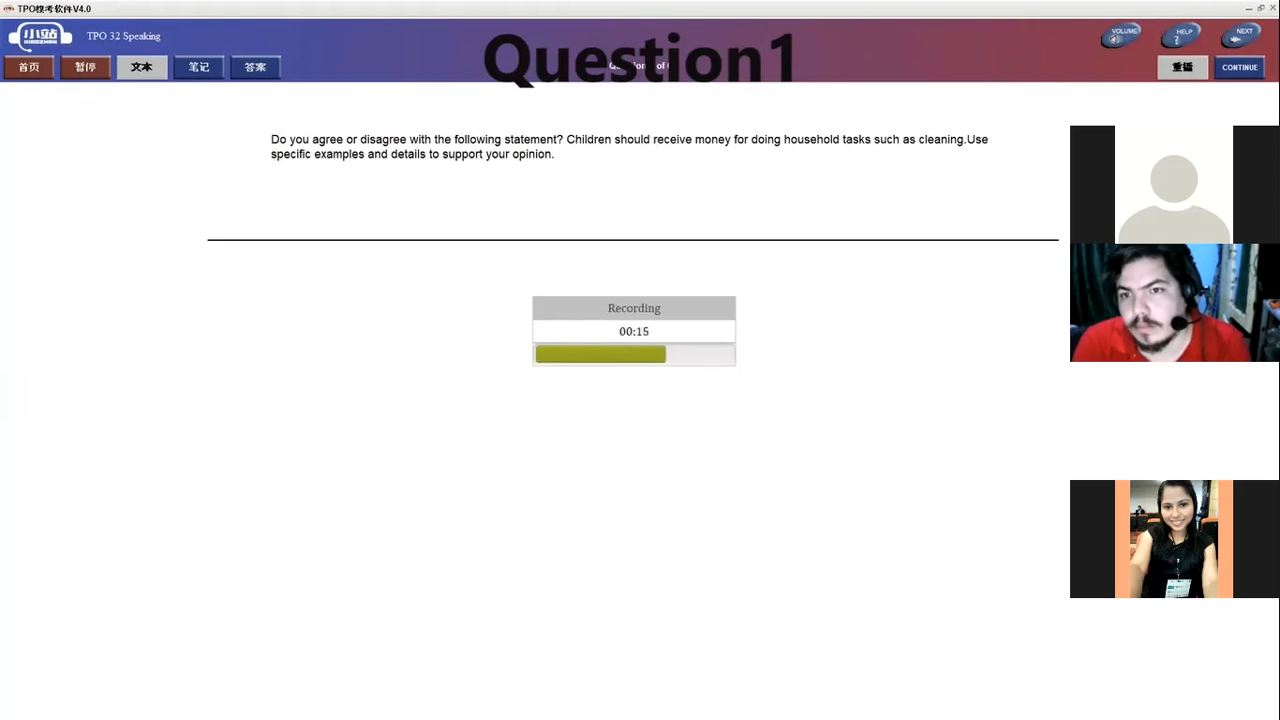 TPO模考软件V4.0
小站
XIAOZHAN
TPO 32 Speaking
Question1
VOLUME
HELP
NEXT
首页
暂停
文本
笔记
答案
重播
CONTINUE
Do you agree or disagree with the following statement? Children should receive money for doing household tasks such as cleaning.Use
specific examples and details to support your opinion.
Recording
00:15